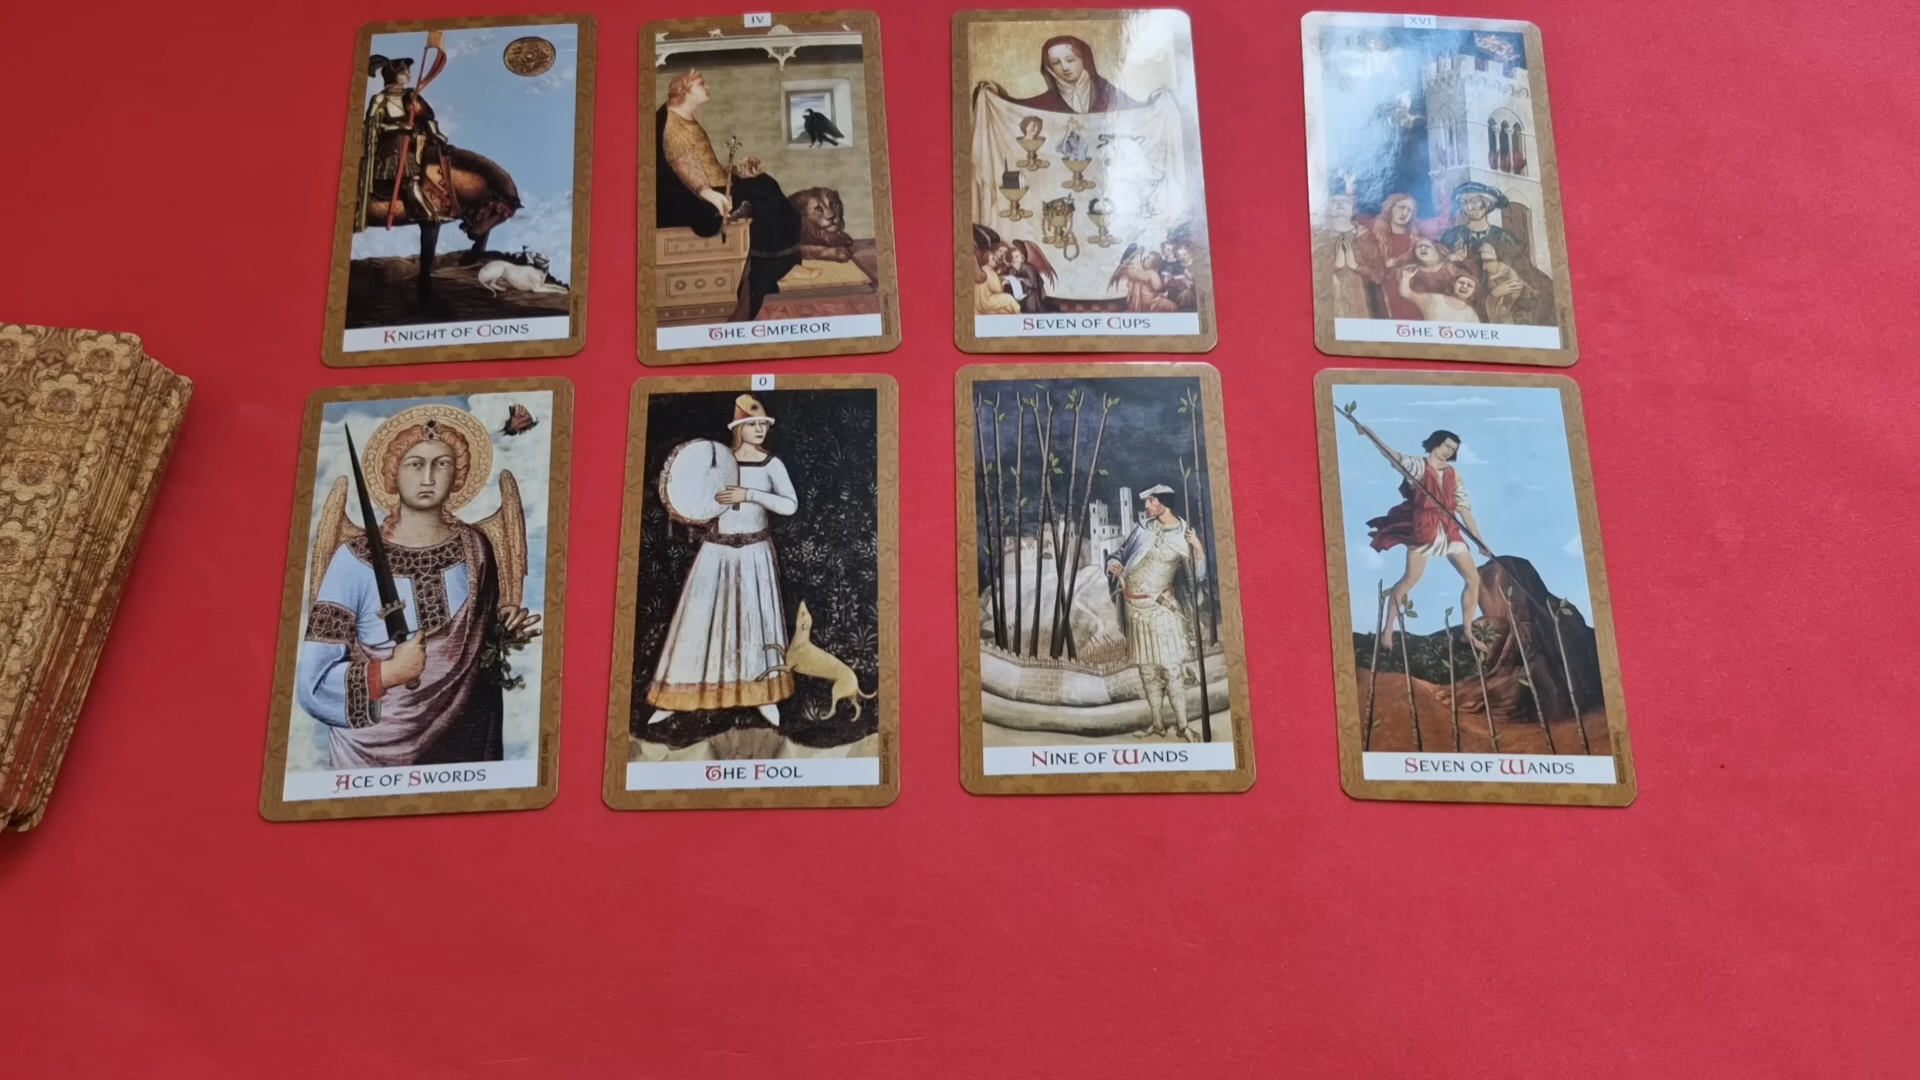 KNIGHT OF COINS
IV
THE EMPEROR
SEVEN OF CUPS
XVI
THE TOWER
ACE OF SWORDS
0
THE FOOL
NINE OF WANDS
SEVEN OF WANDS